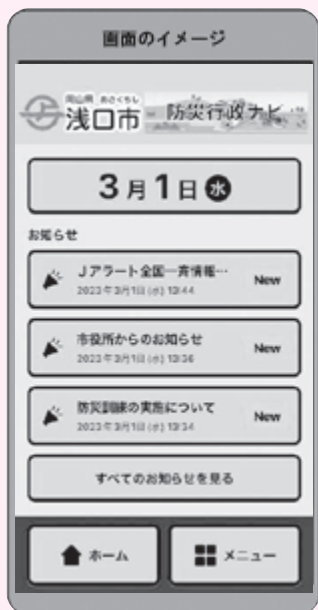 画面のイメージ
岡山県 あさくちし
浅口市 防災行政ナビ
3月1日水
お知らせ
Jアラート全国一斉情報…
2023年3月1日(水) 13:44
New
市役所からのお知らせ
2023年3月1日(水) 13:36
New
防災訓練の実施について
2023年3月1日(水) 13:34
New
すべてのお知らせを見る
ホーム
メニュー